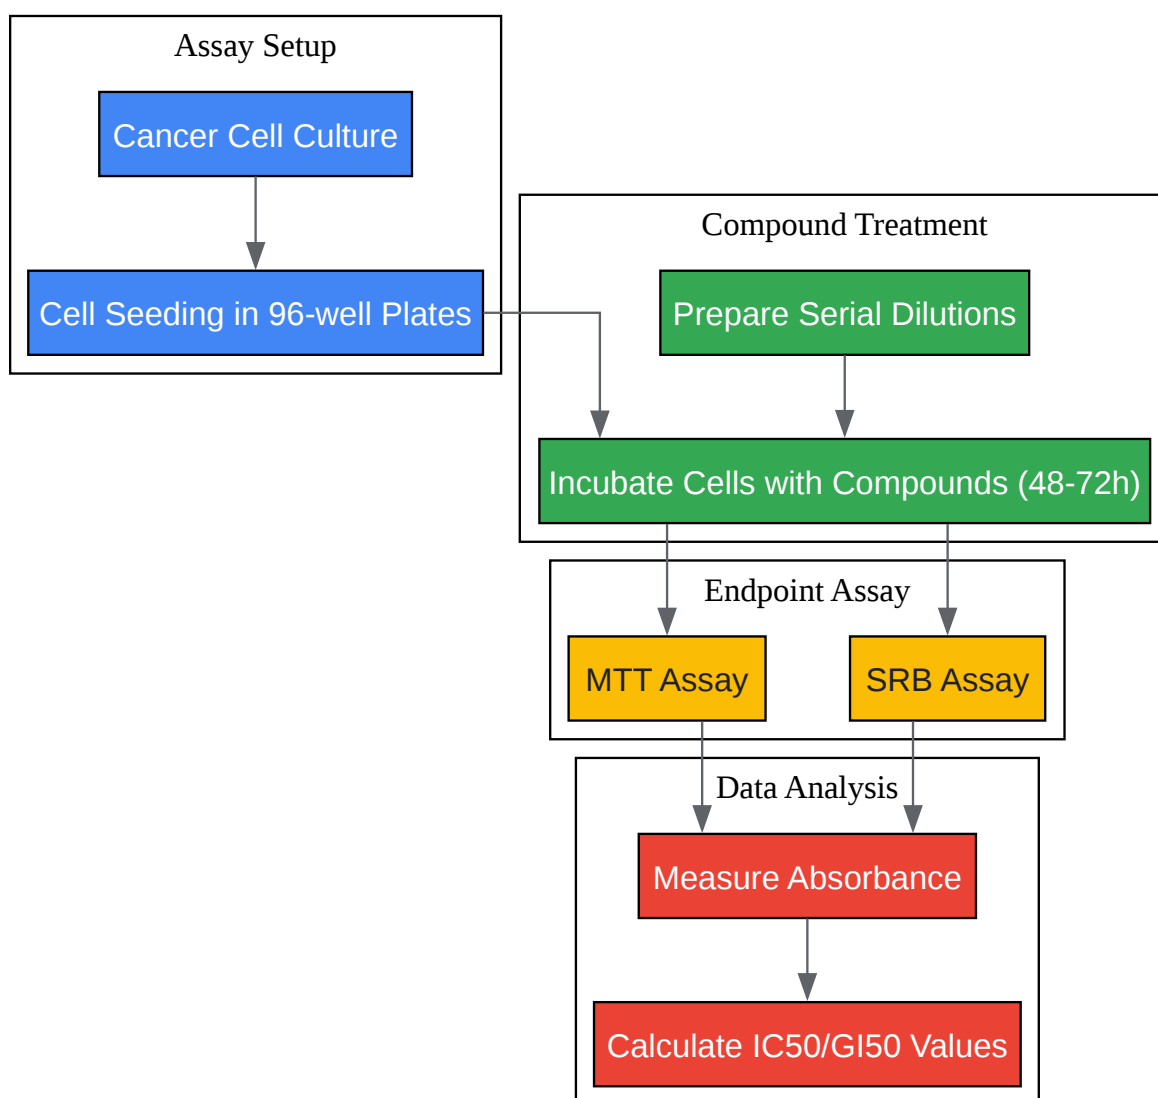 Assay Setup
Cancer Cell Culture
Cell Seeding in 96-well Plates
Compound Treatment
Prepare Serial Dilutions
Incubate Cells with Compounds (48-72h)
Endpoint Assay
MTT Assay
SRB Assay
Data Analysis
Measure Absorbance
Calculate IC50/GI50 Values